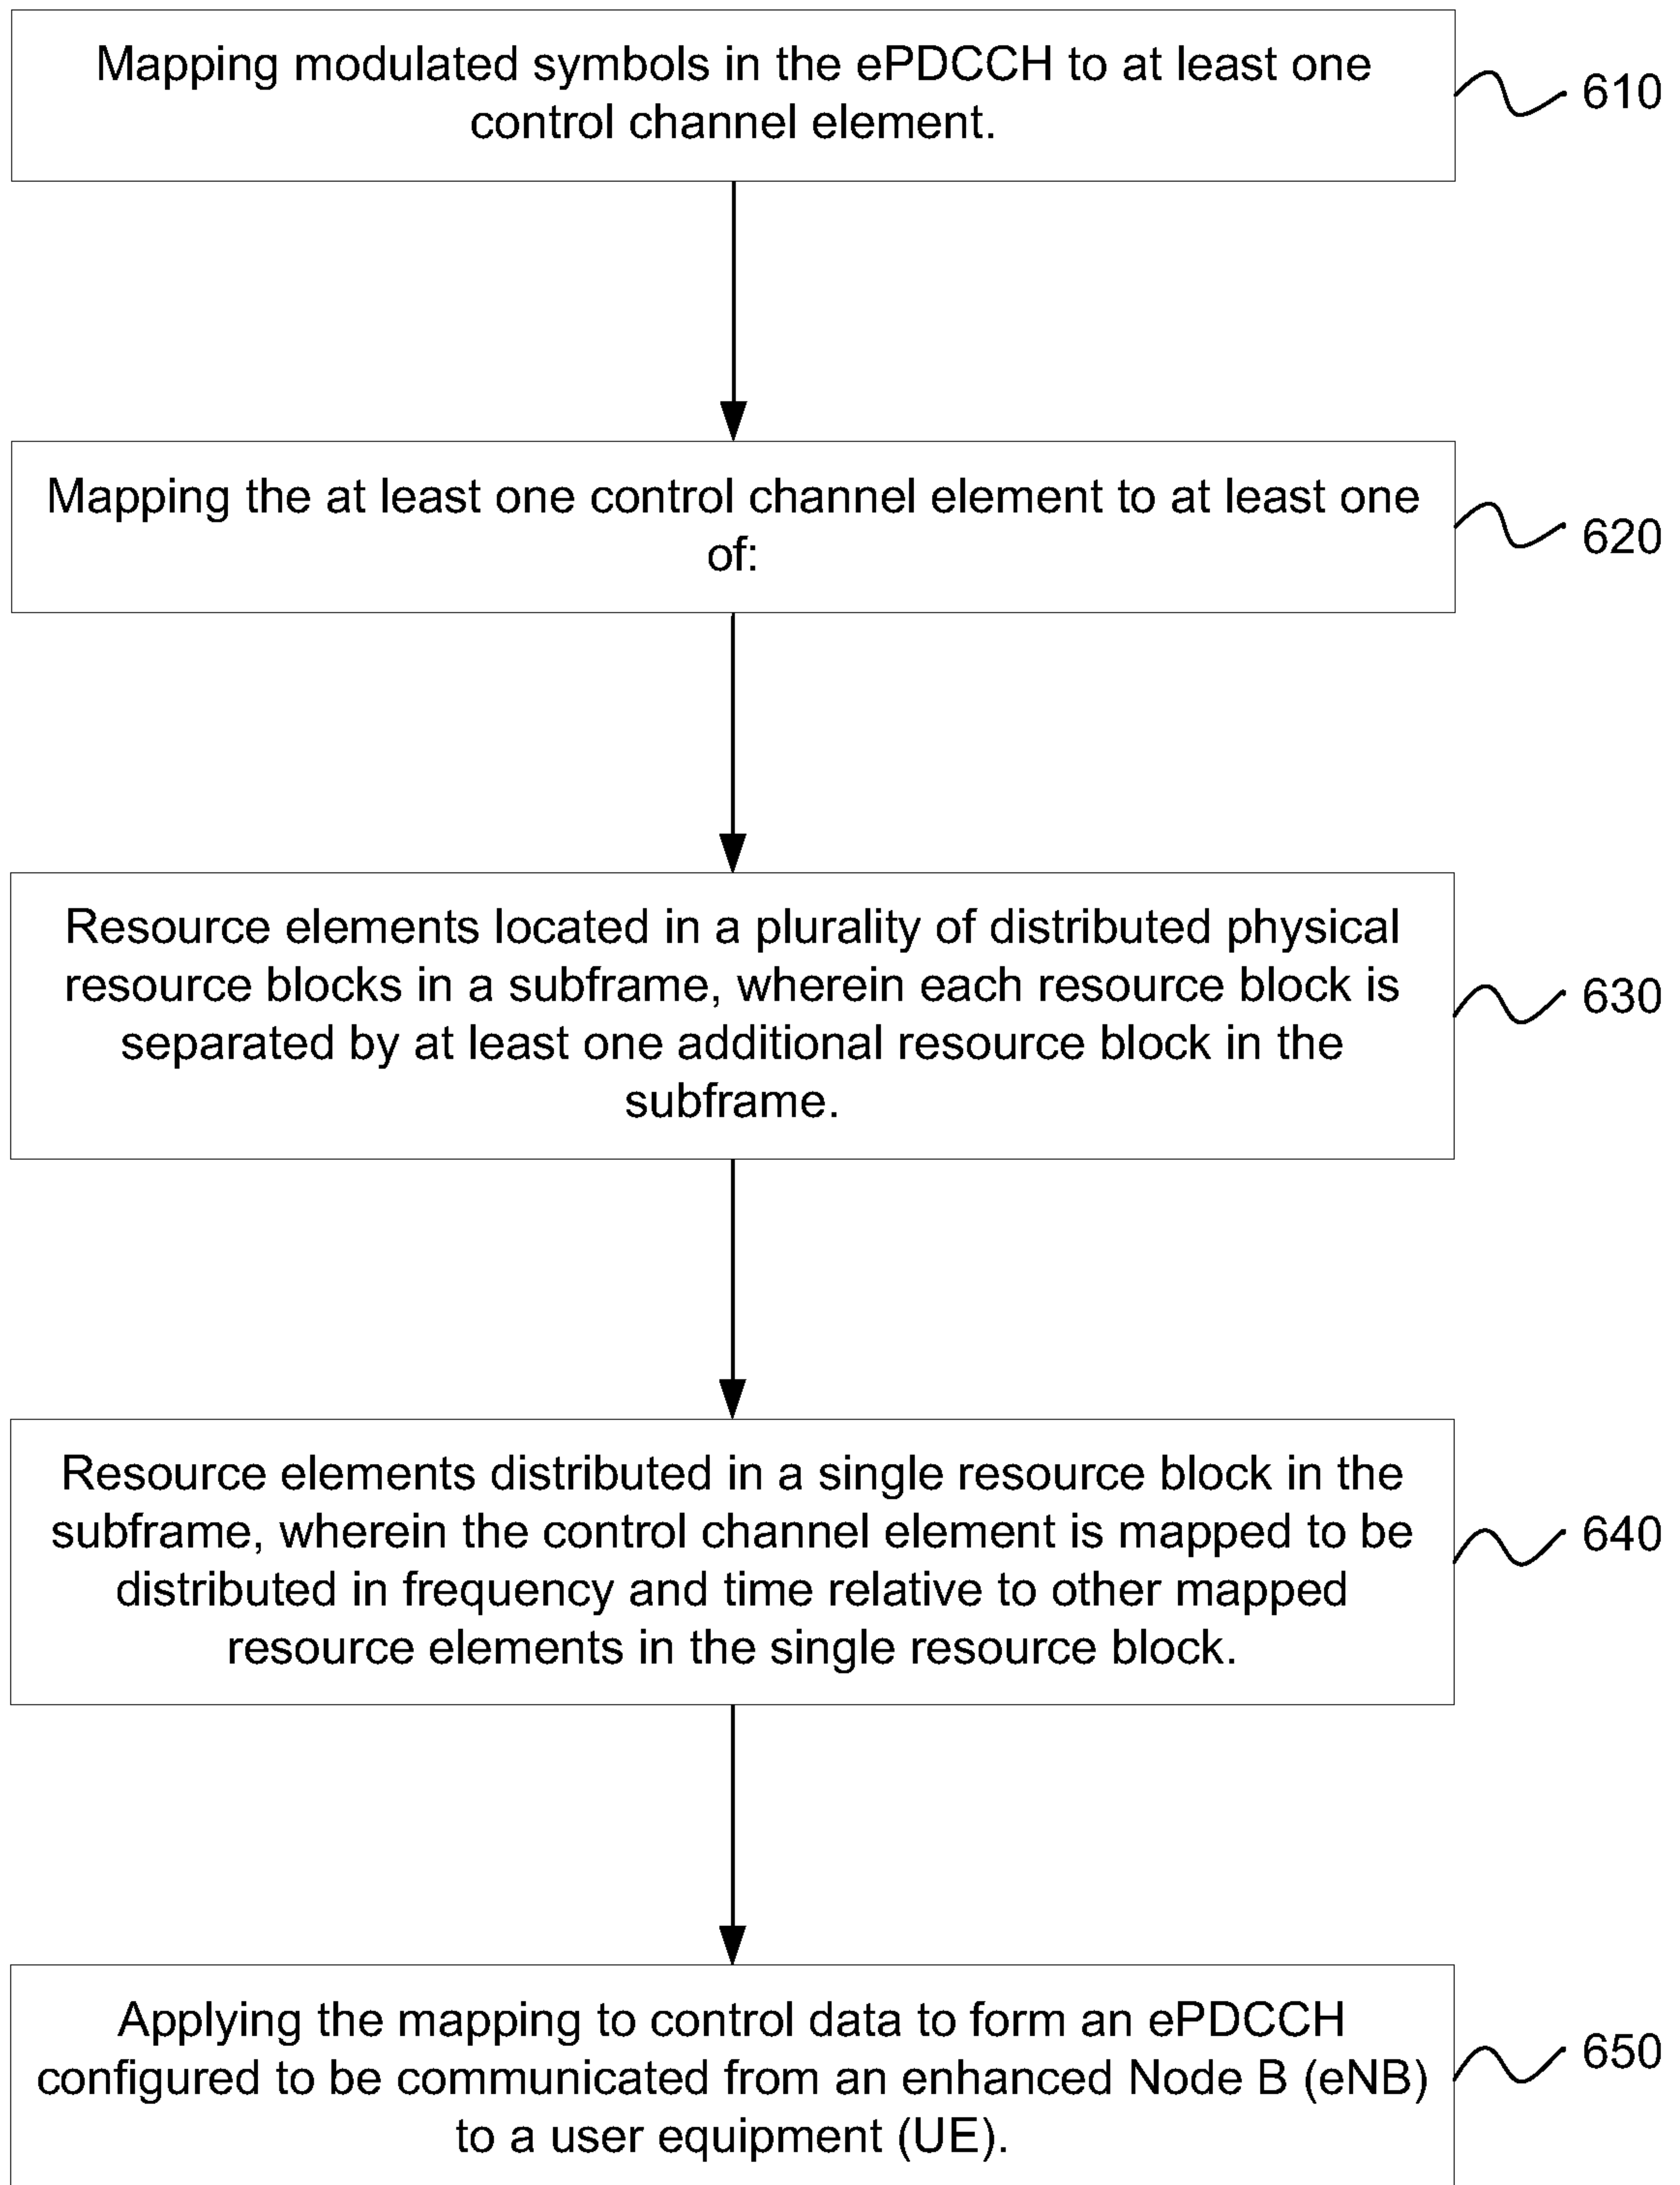 Mapping modulated symbols in the ePDCCH to at least one
control channel element.
610
Mapping the at least one control channel element to at least one
of:
620
Resource elements located in a plurality of distributed physical
resource blocks in a subframe, wherein each resource block is
separated by at least one additional resource block in the
subframe.
630
Resource elements distributed in a single resource block in the
subframe, wherein the control channel element is mapped to be
distributed in frequency and time relative to other mapped
resource elements in the single resource block.
640
Applying the mapping to control data to form an ePDCCH
configured to be communicated from an enhanced Node B (eNB)
to a user equipment (UE).
650